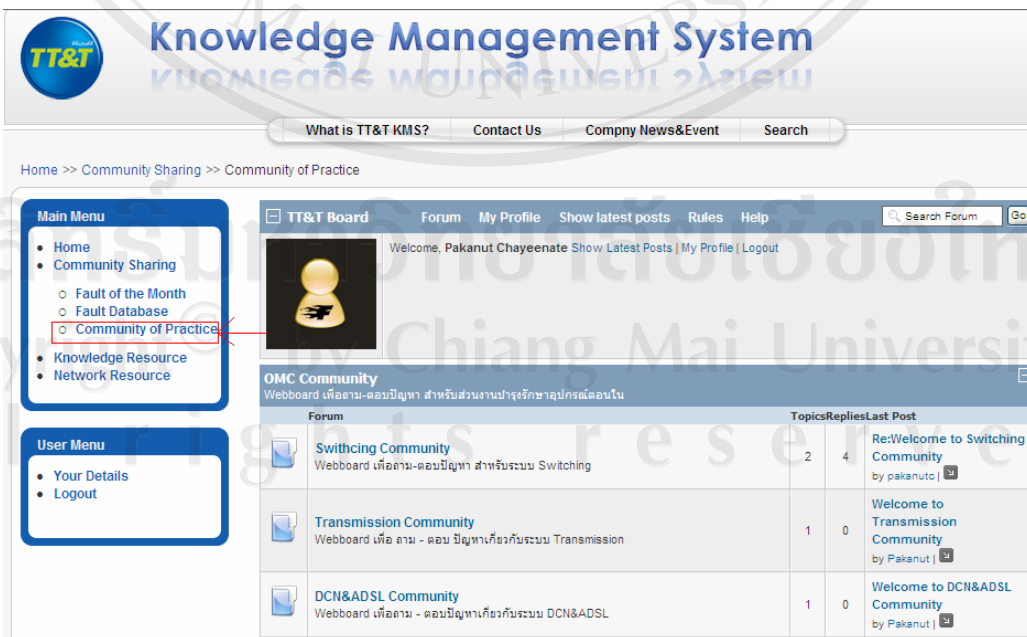 TT&T
Knowledge Management System
What is TT&T KMS? Contact Us Compny News&Event Search
Home >> Community Sharing >> Community of Practice
Main Menu
Home
Community Sharing
Fault of the Month
Fault Database
Community of Practice
Knowledge Resource
Network Resource
User Menu
Your Details
Logout
TT&T Board Forum My Profile Show latest posts Rules Help Search Forum Go
Welcome, Pakanut Chayeenate Show Latest Posts | My Profile | Logout
OMC Community
Webboard เพื่อถาม-ตอบปัญหา สำหรับส่วนงานบำรุงรักษาอุปกรณ์ตอนใน
Forum Topics Replies Last Post
Swithcing Community
Webboard เพื่อถาม-ตอบปัญหา สำหรับระบบ Switching
2 4
Re:Welcome to Switching
Community
by pakanutc |
Transmission Community
Webboard เพื่อ ถาม - ตอบ ปัญหาเกี่ยวกับระบบ Transmission
1 0
Welcome to
Transmission
Community
by Pakanut |
DCN&ADSL Community
Webboard เพื่อถาม - ตอบปัญหาเกี่ยวกับระบบ DCN&ADSL
1 0
Welcome to DCN&ADSL
Community
by Pakanut |
by Chiang Mai Universi
rights reserve